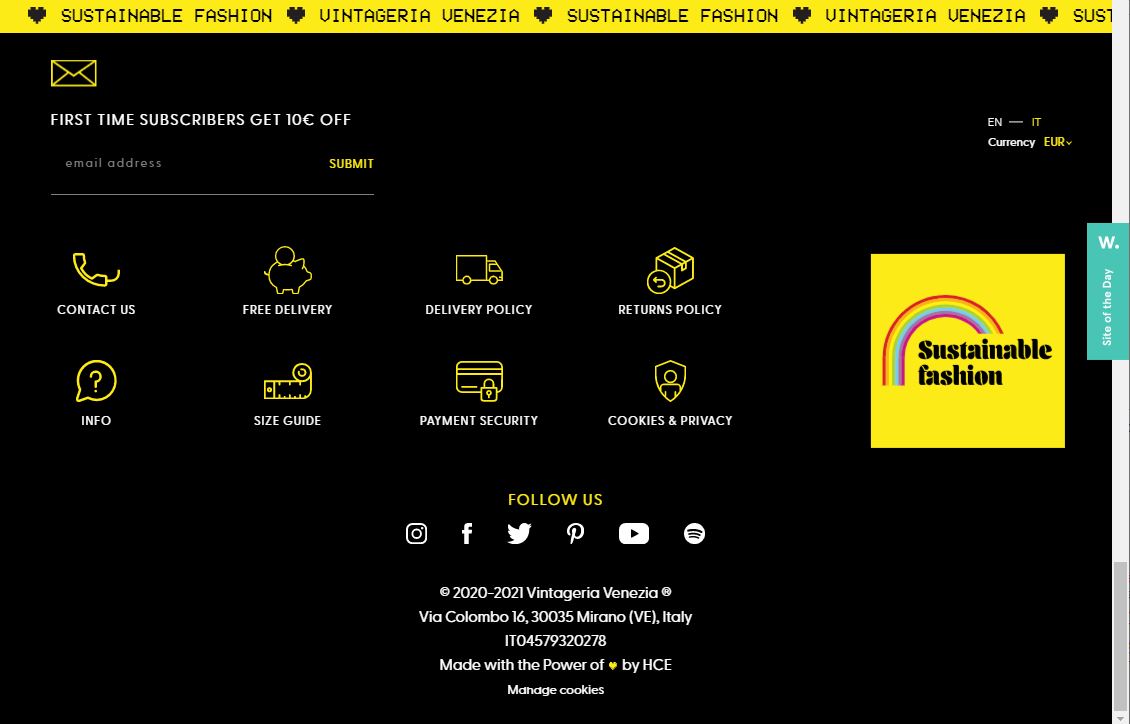 SUSTAINABLE FASHION VINTAGERIA VENEZIA SUSTAINABLE FASHION VINTAGERIA VENEZIA SUST
FIRST TIME SUBSCRIBERS GET 10€ OFF
email address SUBMIT
EN — IT
Currency EUR
W.
Site of the Day
CONTACT US FREE DELIVERY DELIVERY POLICY RETURNS POLICY
INFO SIZE GUIDE PAYMENT SECURITY COOKIES & PRIVACY
Sustainable
fashion
FOLLOW US
© 2020-2021 Vintageria Venezia ®
Via Colombo 16, 30035 Mirano (VE), Italy
IT04579320278
Made with the Power of by HCE
Manage cookies